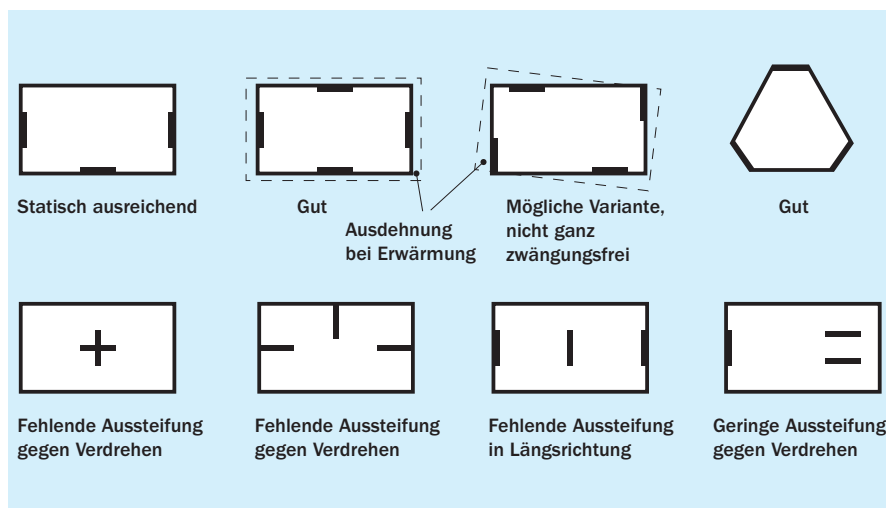 Statisch ausreichend
Gut
Ausdehnung
bei Erwärmung
Mögliche Variante,
nicht ganz
zwängungsfrei
Gut
Fehlende Aussteifung
gegen Verdrehen
Fehlende Aussteifung
gegen Verdrehen
Fehlende Aussteifung
in Längsrichtung
Geringe Aussteifung
gegen Verdrehen